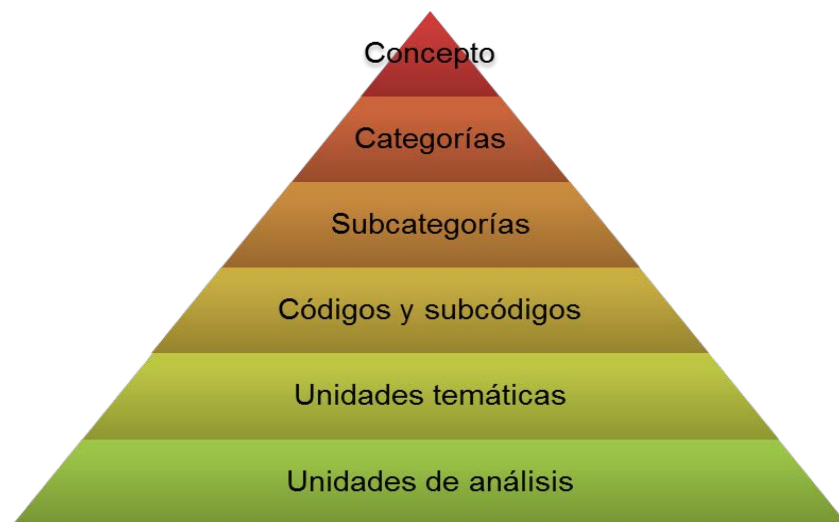 Concepto
Categorías
Subcategorías
Códigos y subcódigos
Unidades temáticas
Unidades de análisis